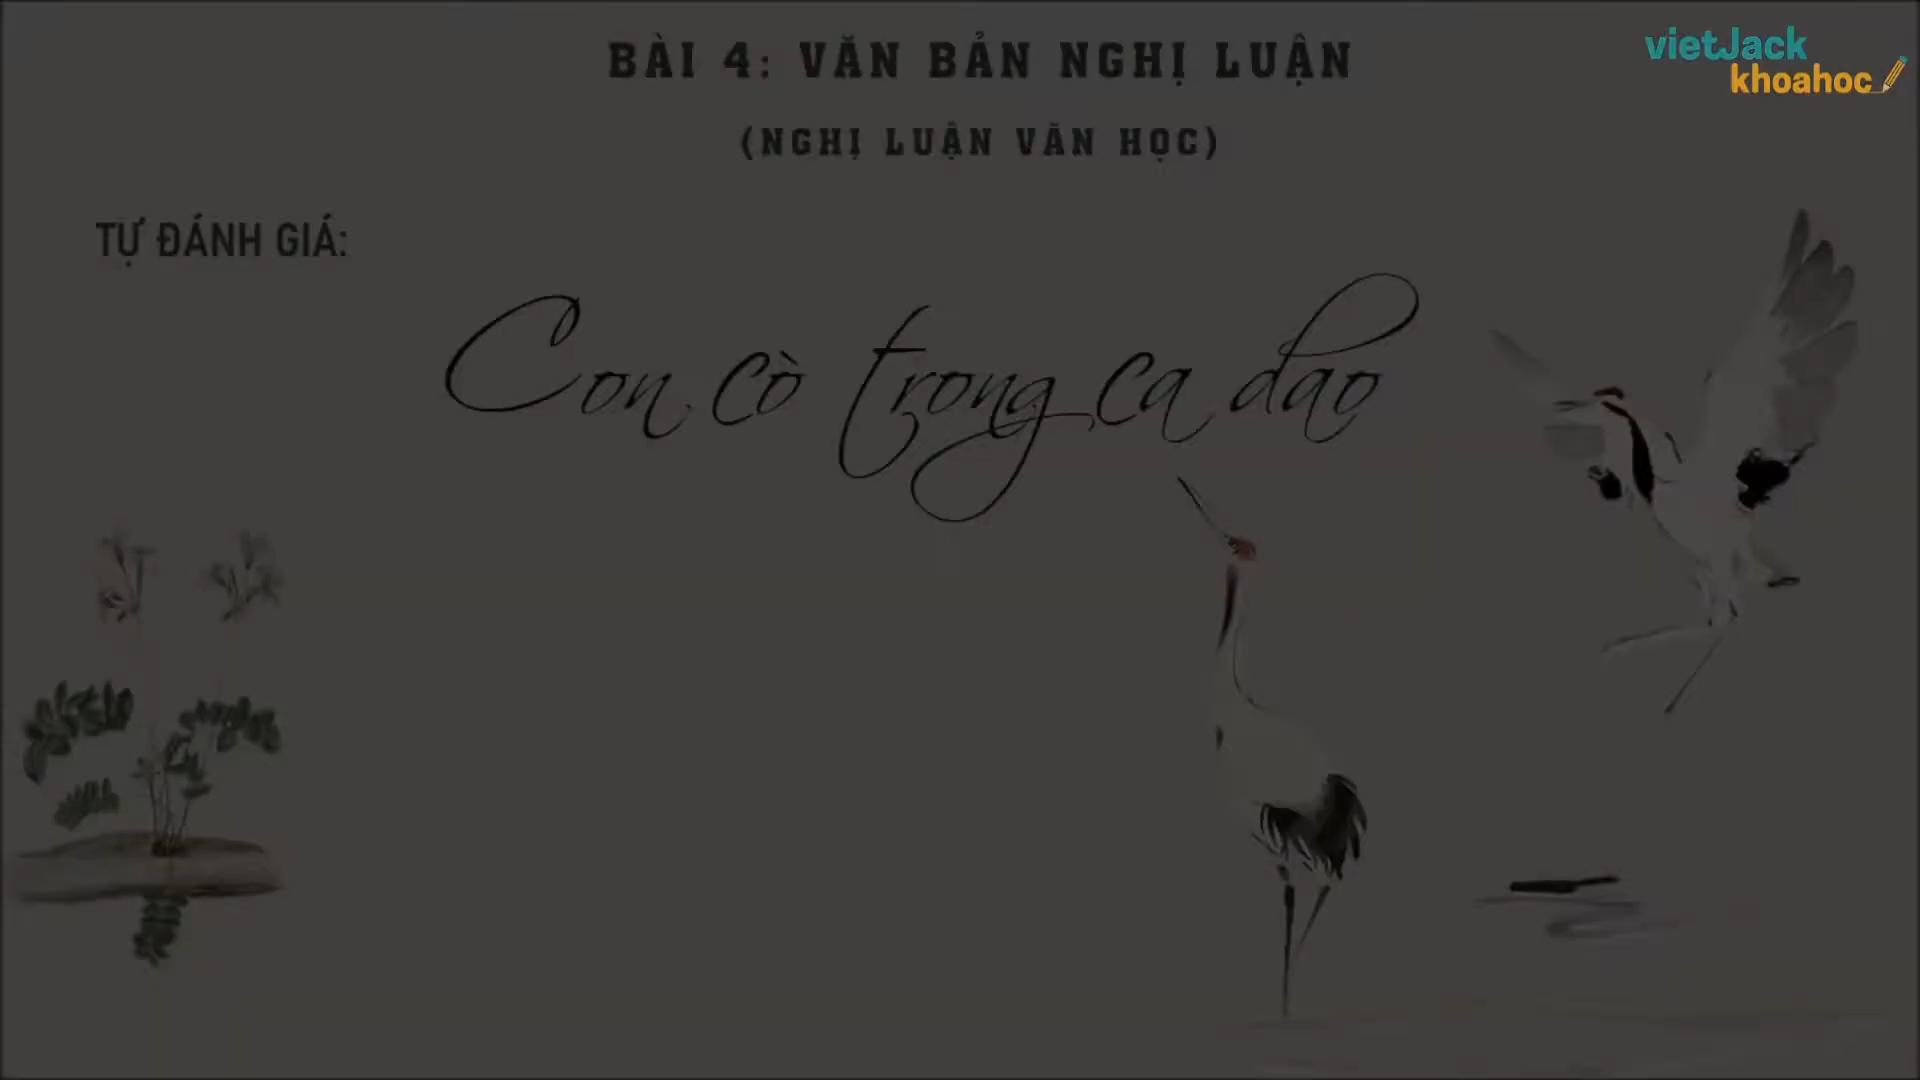 BÀI 4: VĂN BẢN NGHỊ LUẬN
vietJack
khoahoc
(NGHỊ LUẬN VĂN HỌC)
TỰ ĐÁNH GIÁ:
Con cò trong ca dao